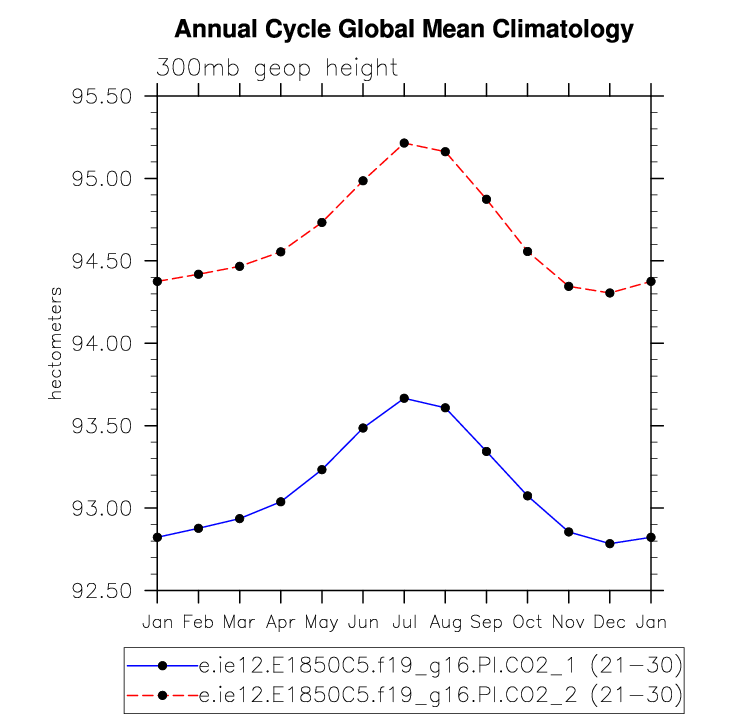 Annual Cycle Global Mean Climatology
300mb geop height
95.50
95.00
94.50
94.00
93.50
93.00
92.50
hectometers
Jan Feb Mar Apr May Jun Jul Aug Sep Oct Nov Dec Jan
e.ie12.E1850C5.f19_g16.PI.CO2_1 (21-30)
e.ie12.E1850C5.f19_g16.PI.CO2_2 (21-30)